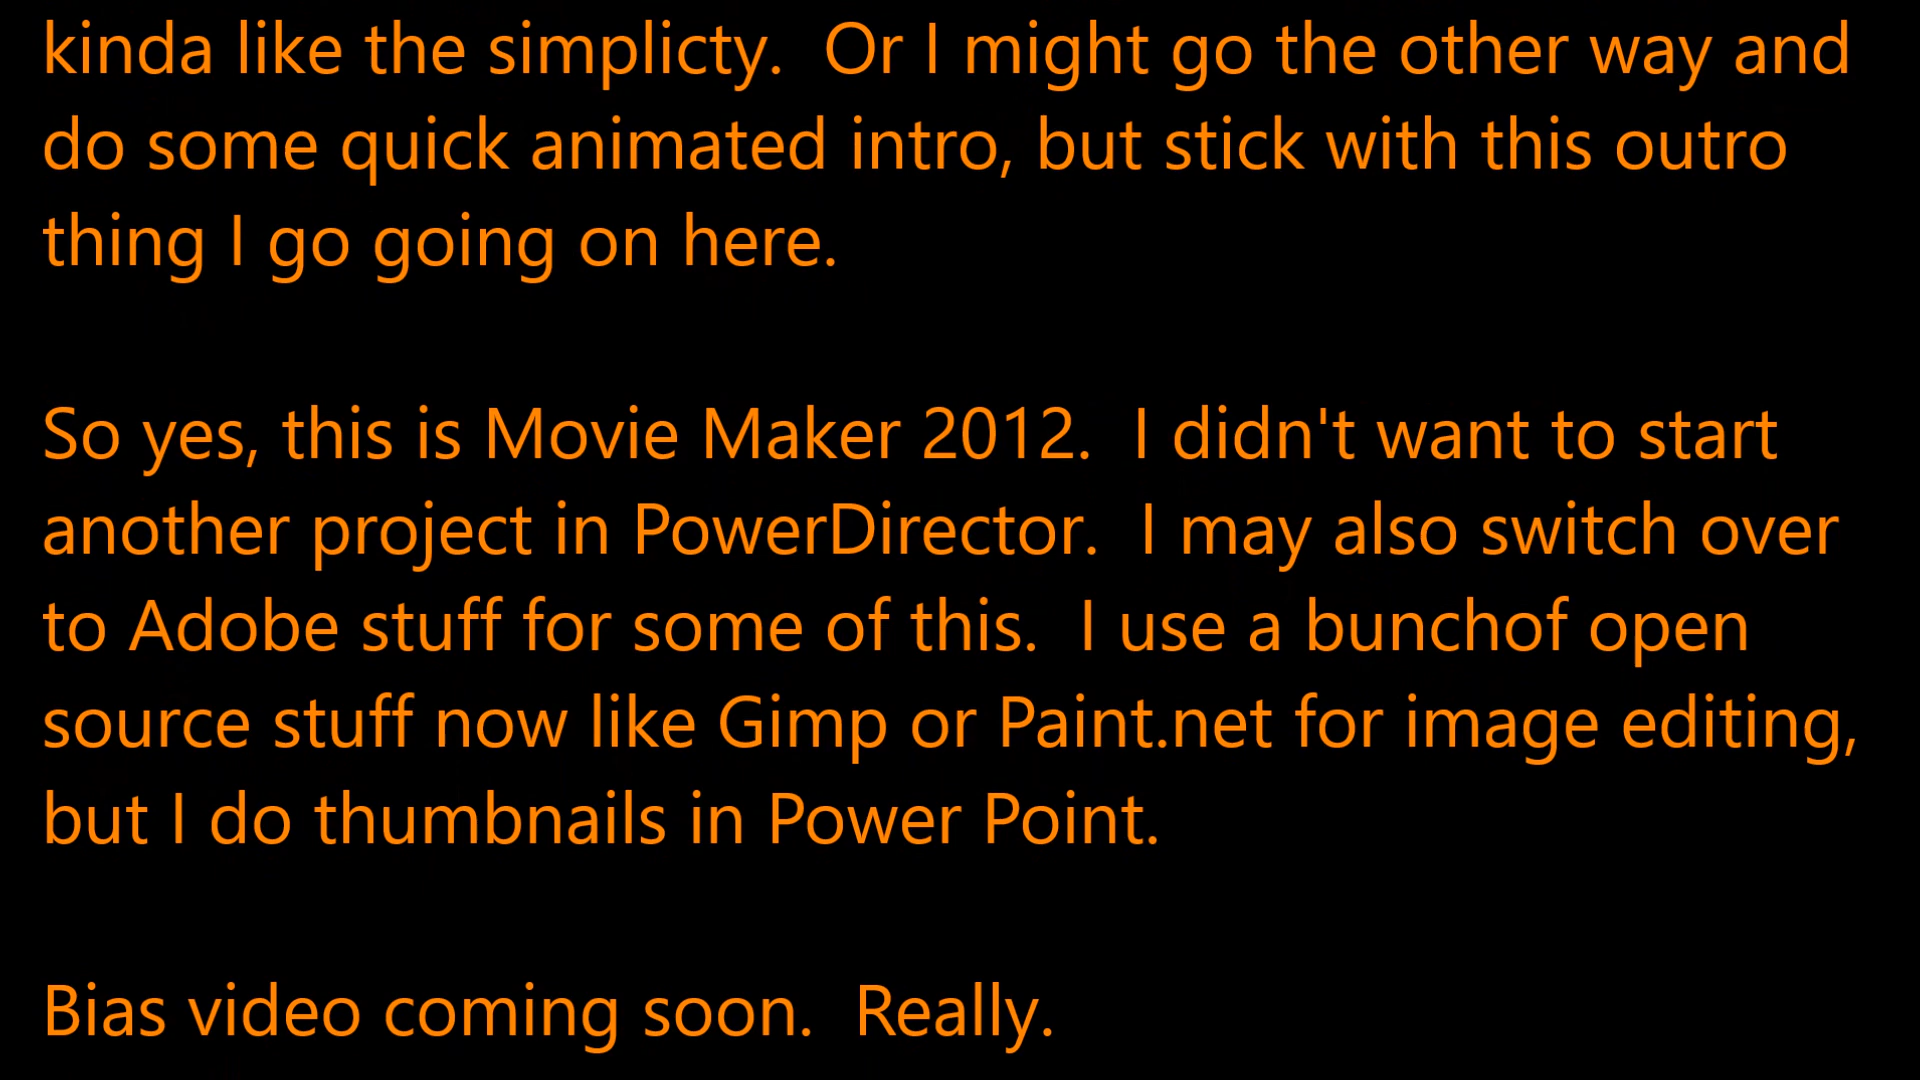 kinda like the simplicty.  Or I might go the other way and
do some quick animated intro, but stick with this outro
thing I go going on here.
So yes, this is Movie Maker 2012.  I didn't want to start
another project in PowerDirector.  I may also switch over
to Adobe stuff for some of this.  I use a bunchof open
source stuff now like Gimp or Paint.net for image editing,
but I do thumbnails in Power Point.
Bias video coming soon.  Really.